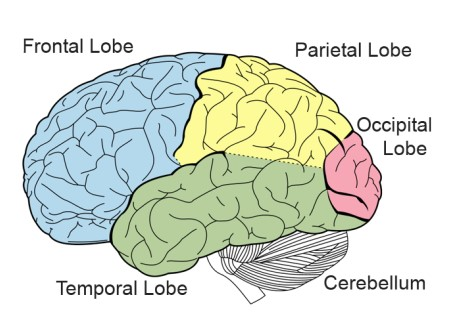 Frontal Lobe
Parietal Lobe
Occipital
Lobe
Temporal Lobe
Cerebellum